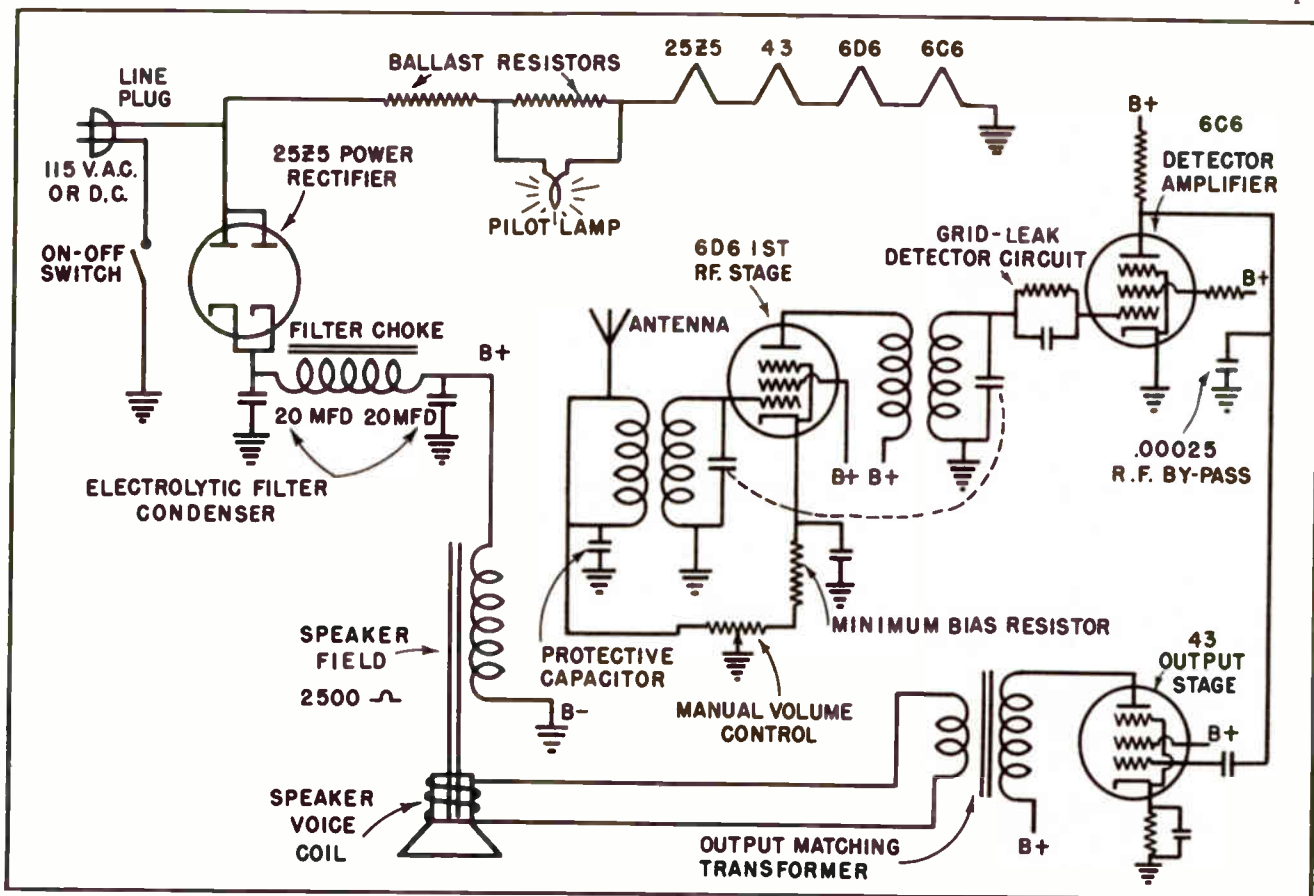 25Z5 43 6D6 6C6
BALLAST RESISTORS
LINE
PLUG
115 V.A.C.
OR D.C.
25Z5 POWER
RECTIFIER
PILOT LAMP
ON-OFF
SWITCH
FILTER CHOKE
B+
20 MFD 20MFD
ELECTROLYTIC FILTER
CONDENSER
B+
6C6
DETECTOR
AMPLIFIER
GRID-LEAK
DETECTOR CIRCUIT
B+
6D6 1ST
RF. STAGE
ANTENNA
B+ B+
.00025
R.F. BY-PASS
SPEAKER
FIELD
2500 Ω
B-
PROTECTIVE
CAPACITOR
MINIMUM BIAS RESISTOR
MANUAL VOLUME
CONTROL
43
OUTPUT
STAGE
B+
SPEAKER
VOICE
COIL
OUTPUT MATCHING
TRANSFORMER
B+